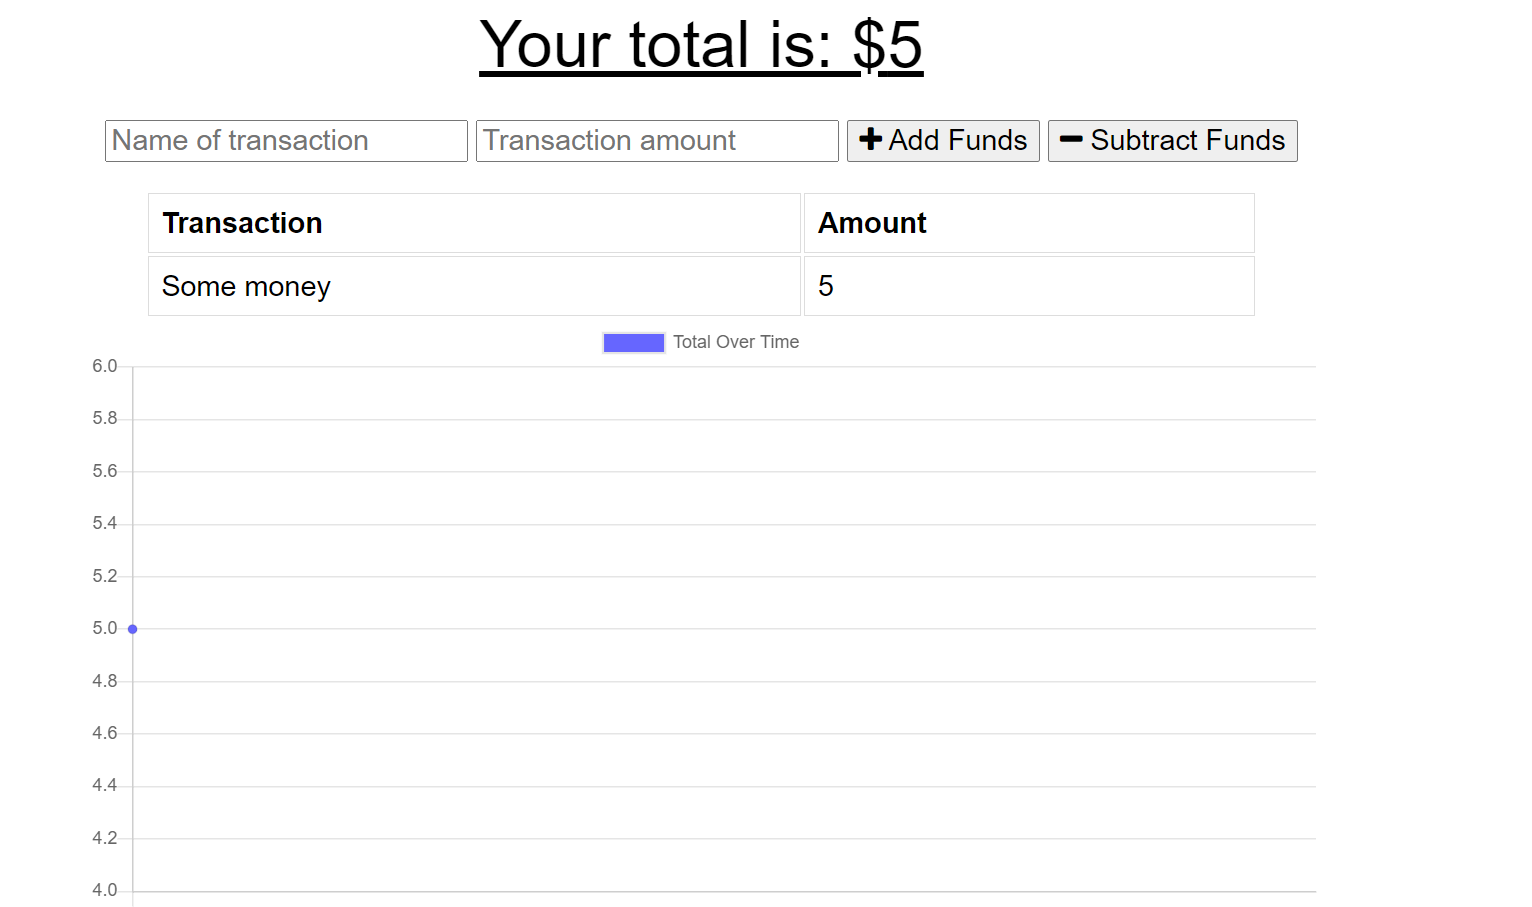 Your total is: $5
Name of transaction Transaction amount Add Funds Subtract Funds
Transaction Amount
Some money 5
Total Over Time
6.0
5.8
5.6
5.4
5.2
5.0
4.8
4.6
4.4
4.2
4.0